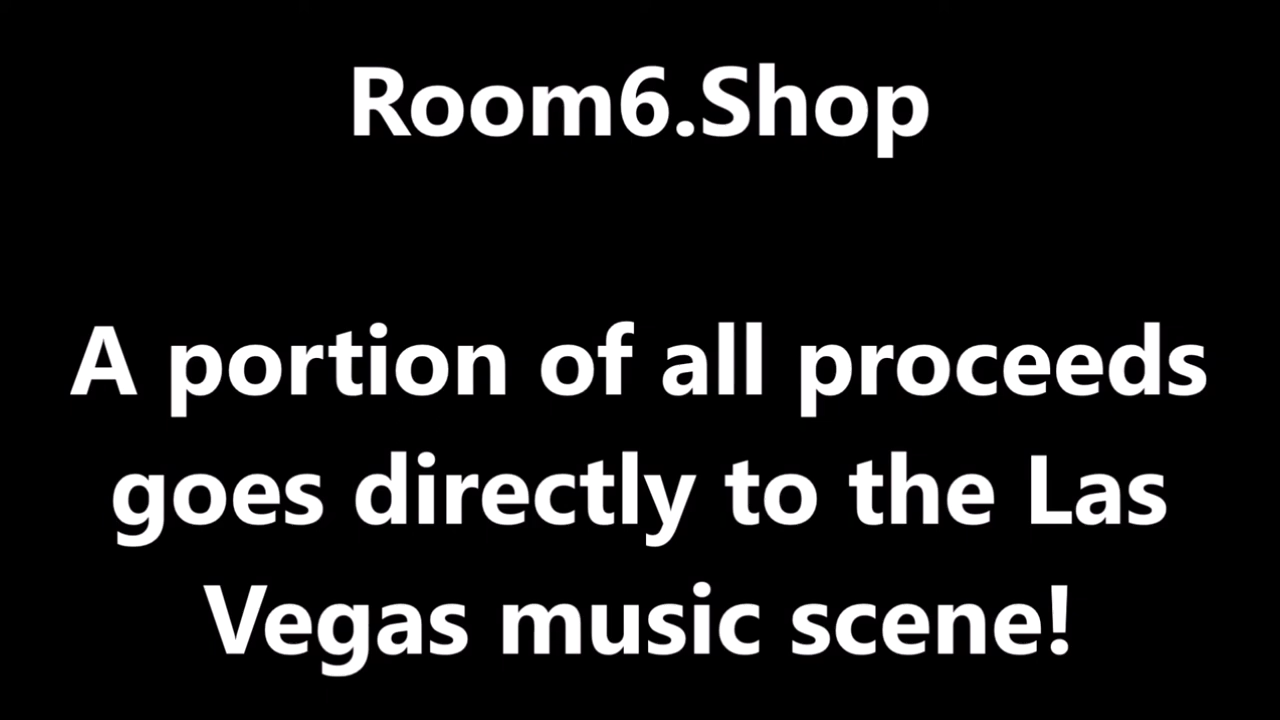 Room6.Shop
A portion of all proceeds
goes directly to the Las
Vegas music scene!